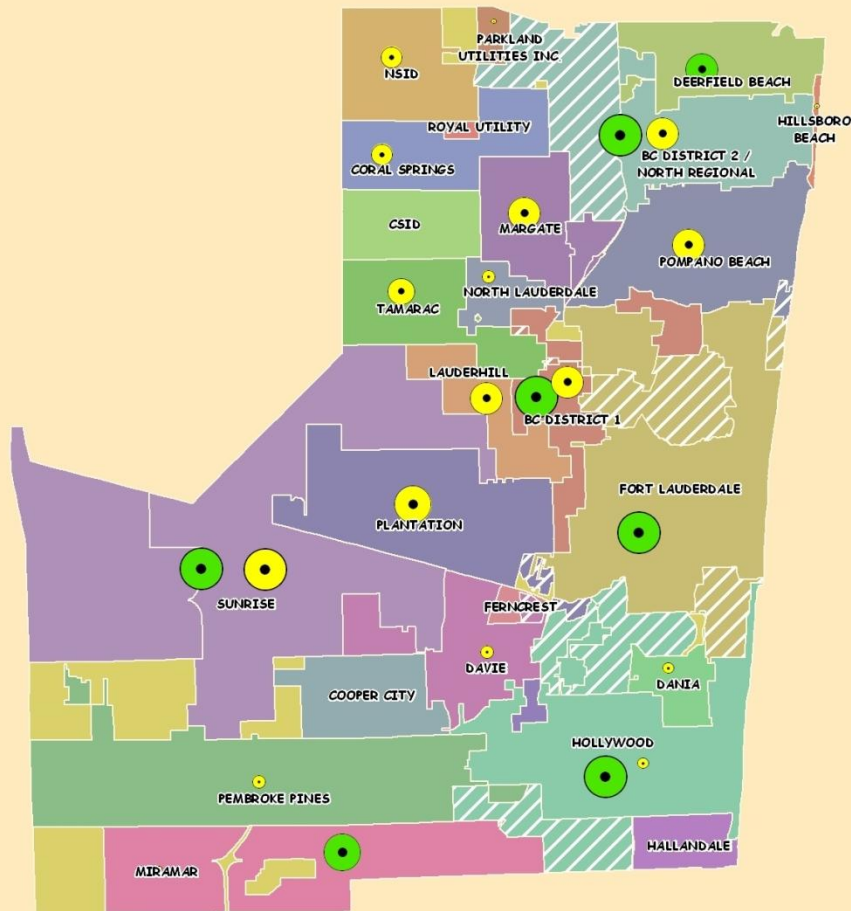 PARKLAND
UTILITIES INC
NSID
DEERFIELD BEACH
ROYAL UTILITY
HILLSBORO
BEACH
CORAL SPRINGS
BC DISTRICT 2 /
NORTH REGIONAL
CSID
MARGATE
POMPANO BEACH
NORTH LAUDERDALE
TAMARAC
LAUDERHILL
BC DISTRICT 1
FORT LAUDERDALE
PLANTATION
SUNRISE
FERNCREST
DAVIE
DANIA
COOPER CITY
HOLLYWOOD
PEMBROKE PINES
HALLANDALE
MIRAMAR